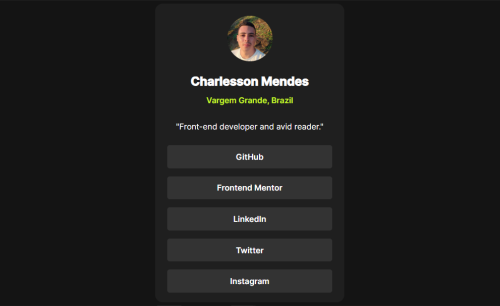 Charlesson Mendes
Vargem Grande, Brazil
"Front-end developer and avid reader."
GitHub
Frontend Mentor
LinkedIn
Twitter
Instagram